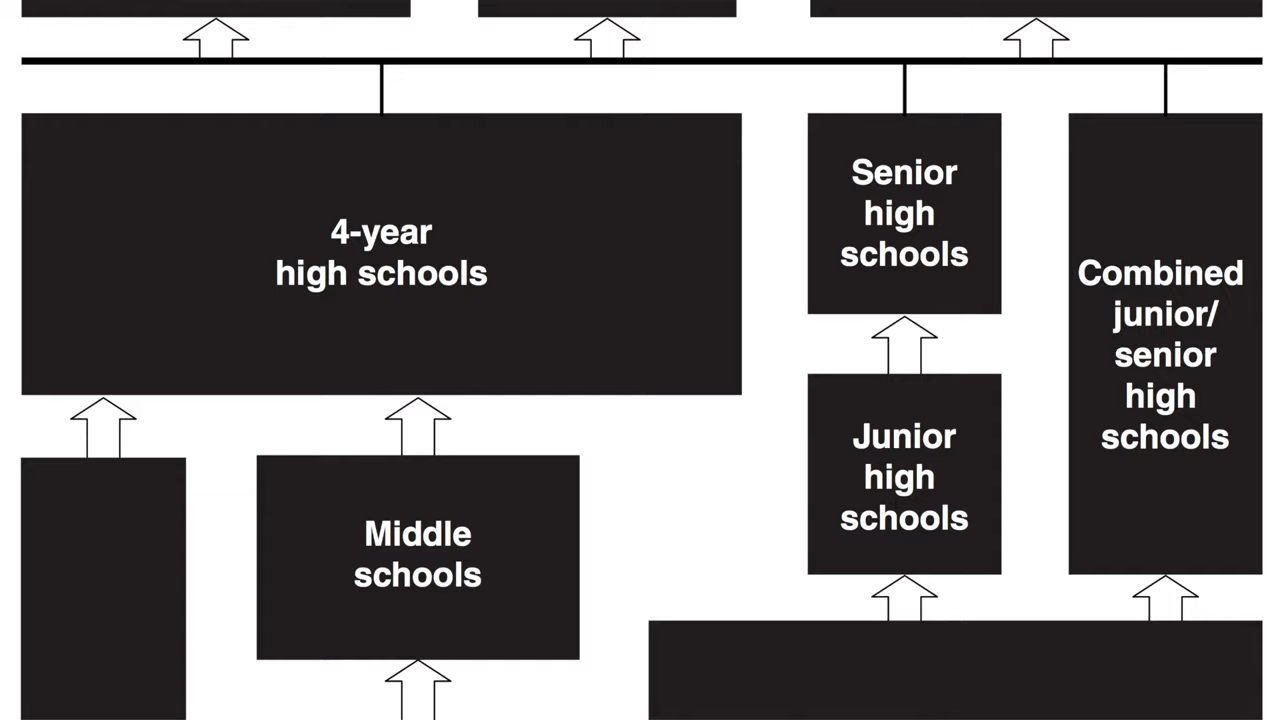 4-year
high schools
Senior
high
schools
Combined
junior/
senior
high
schools
Junior
high
schools
Middle
schools